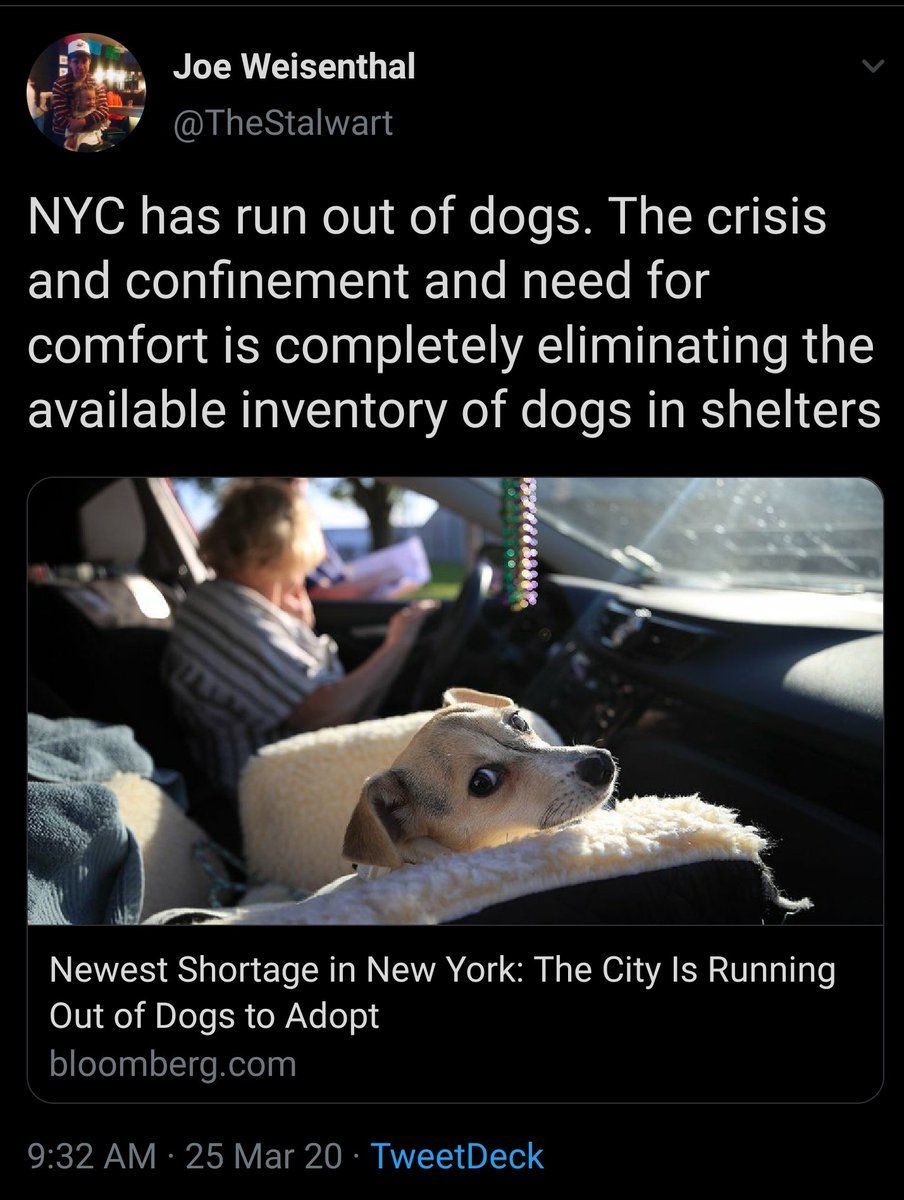 Joe Weisenthal
@TheStalwart
NYC has run out of dogs. The crisis
and confinement and need for
comfort is completely eliminating the
available inventory of dogs in shelters
Newest Shortage in New York: The City Is Running
Out of Dogs to Adopt
bloomberg.com
9:32 AM · 25 Mar 20 · TweetDeck